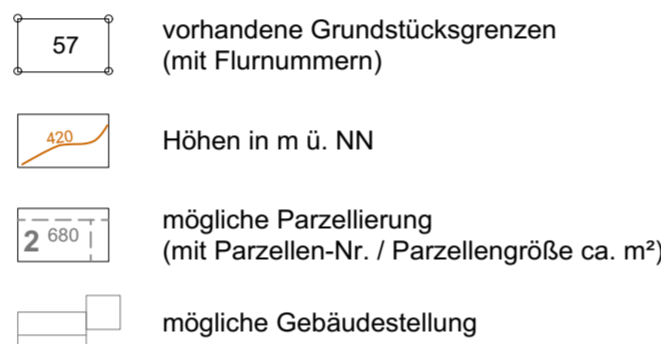 57
vorhandene Grundstücksgrenzen
(mit Flurnummern)
420
Höhen in m ü. NN
2 680
mögliche Parzellierung
(mit Parzellen-Nr. / Parzellengröße ca. m²)
mögliche Gebäudestellung